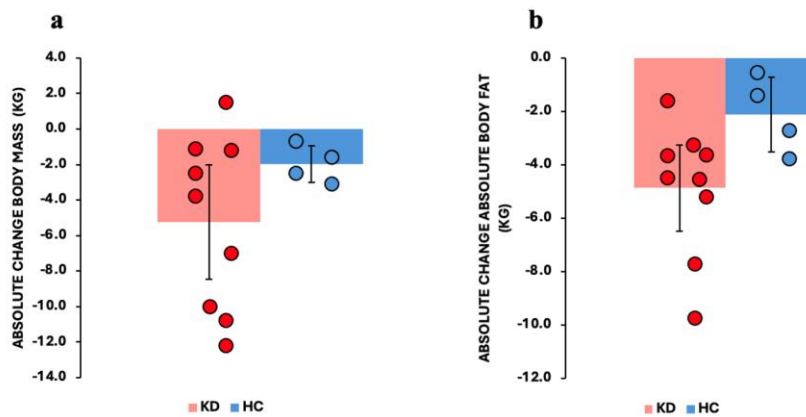 a
ABSOLUTE CHANGE BODY MASS (KG)
4.0
2.0
0.0
-2.0
-4.0
-6.0
-8.0
-10.0
-12.0
-14.0
KD HC
b
ABSOLUTE CHANGE ABSOLUTE BODY FAT
(KG)
0.0
-2.0
-4.0
-6.0
-8.0
-10.0
-12.0
KD HC